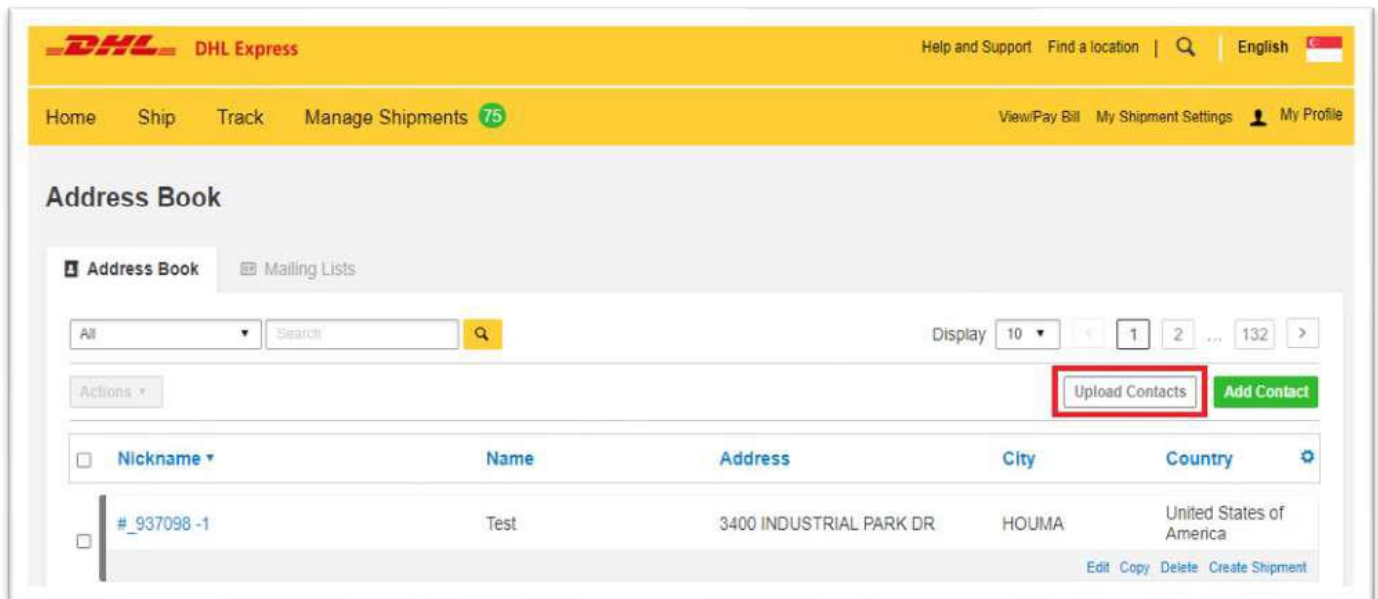 DHL DHL Express Help and Support Find a location | English
Home Ship Track Manage Shipments 75 View/Pay Bill My Shipment Settings My Profile
Address Book
Address Book Mailing Lists
All Search Display 10 < 1 2 ... 132 >
Actions Upload Contacts Add Contact
Nickname Name Address City Country
#_937098 -1 Test 3400 INDUSTRIAL PARK DR HOUMA United States of
America
Edit Copy Delete Create Shipment